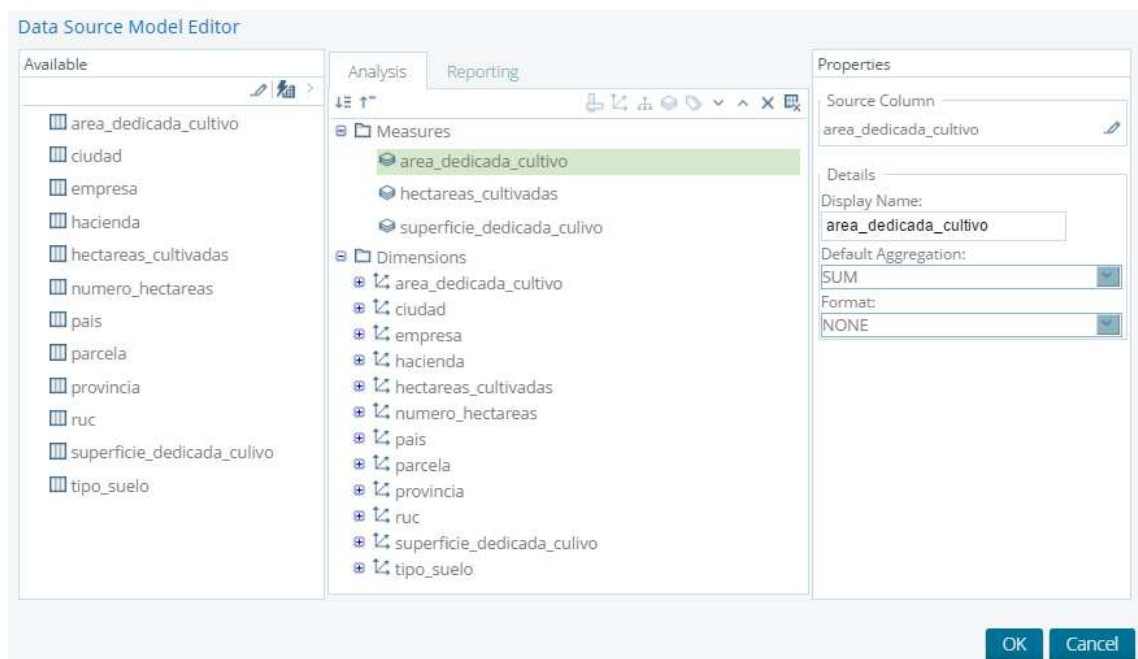 Data Source Model Editor
Available
area_dedicada_cultivo
ciudad
empresa
hacienda
hectareas_cultivadas
numero_hectareas
pais
parcela
provincia
ruc
superficie_dedicada_culivo
tipo_suelo
Analysis Reporting
Measures
area_dedicada_cultivo
hectareas_cultivadas
superficie_dedicada_culivo
Dimensions
area_dedicada_cultivo
ciudad
empresa
hacienda
hectareas_cultivadas
numero_hectareas
pais
parcela
provincia
ruc
superficie_dedicada_culivo
tipo_suelo
Properties
Source Column
area_dedicada_cultivo
Details
Display Name:
area_dedicada_cultivo
Default Aggregation:
SUM
Format:
NONE
OK Cancel